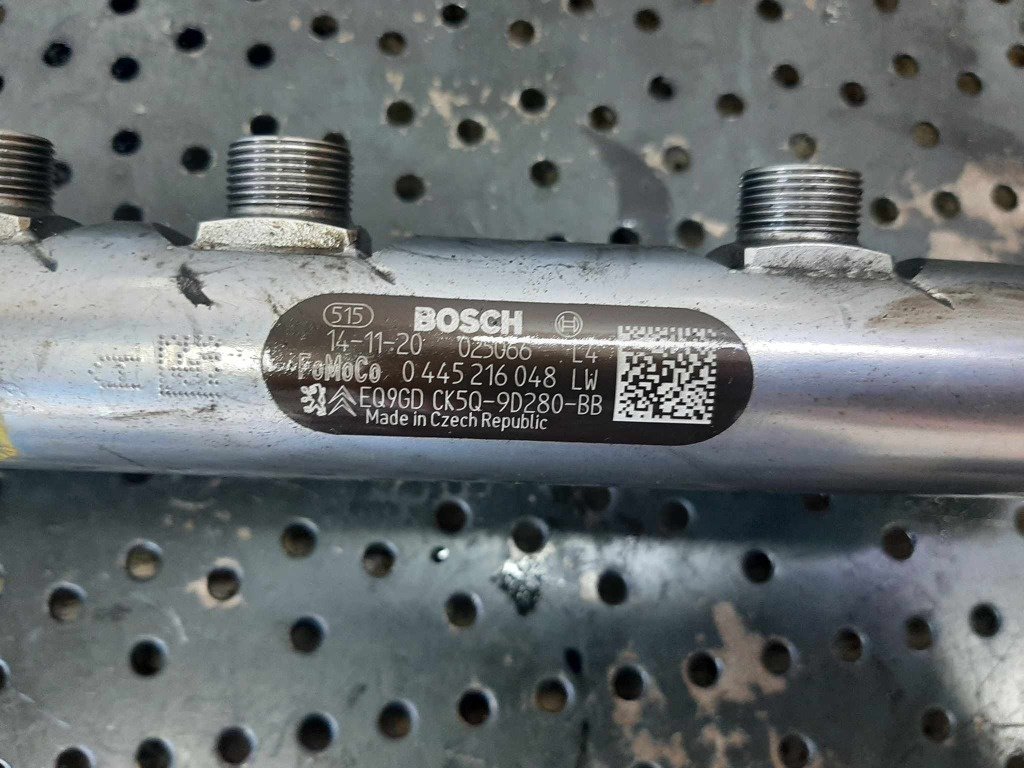 515 BOSCH
14-11-20 025066 L4
FoMoCo 0 445 216 048 LW
EQ9GD CK5Q-9D280-BB
Made in Czech Republic